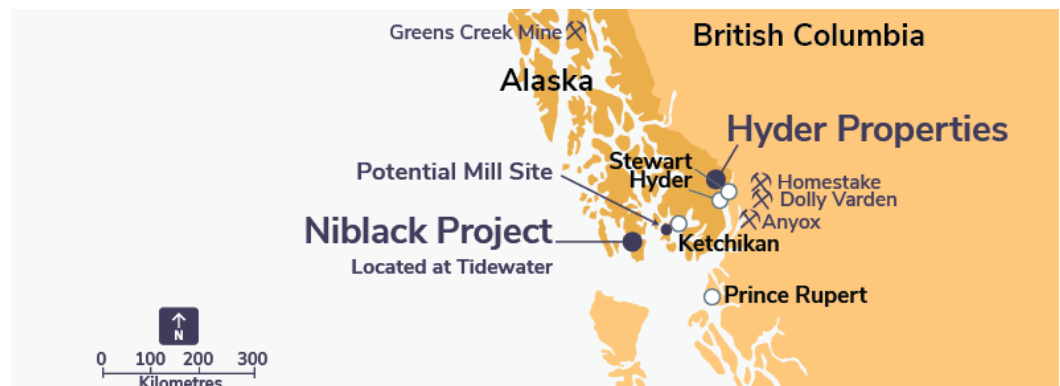 Greens Creek Mine
British Columbia
Alaska
Hyder Properties
Stewart
Potential Mill Site
Hyder
Homestake
Dolly Varden
Anyox
Niblack Project
Ketchikan
Located at Tidewater
Prince Rupert
N
0 100 200 300
Kilometres